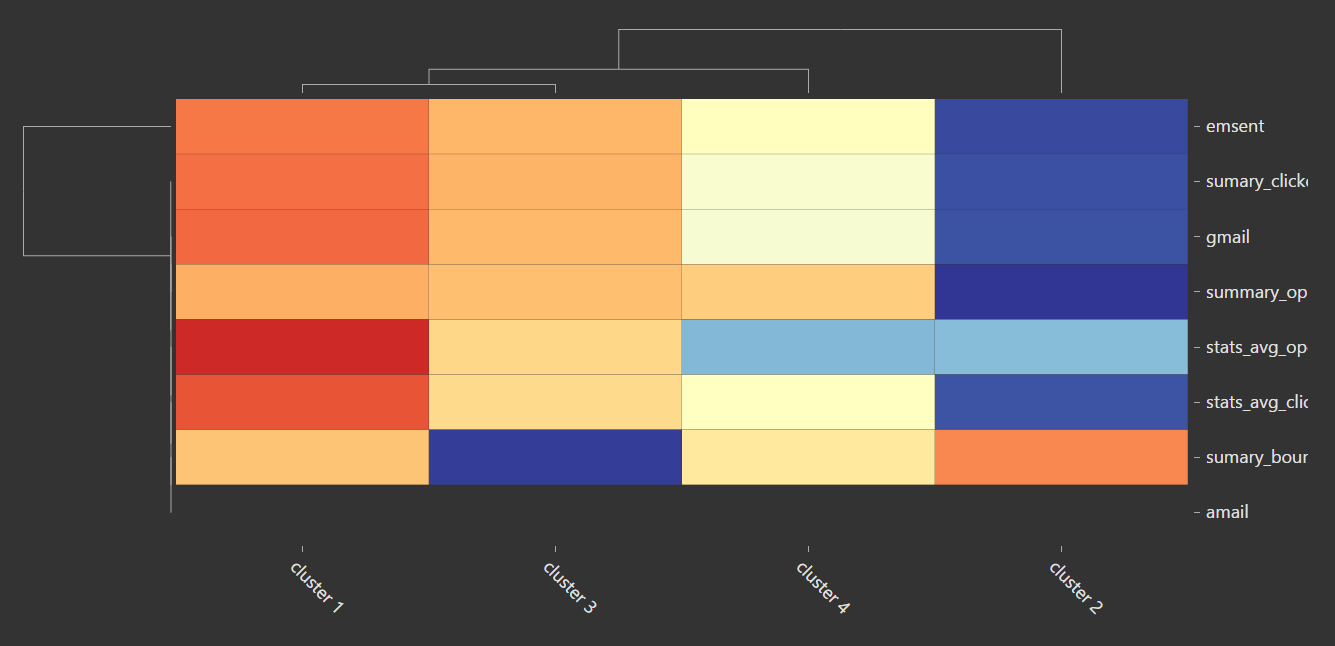 emsent
sumary_click
gmail
summary_op
stats_avg_op
stats_avg_clic
sumary_bour
amail
cluster 1
cluster 3
cluster 4
cluster 2